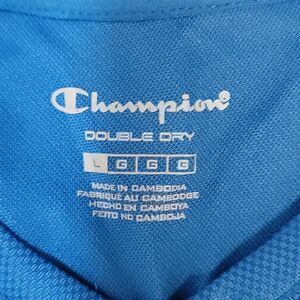 Champion
DOUBLE DRY
L G G G
MADE IN CAMBODIA
FABRIQUÉ AU CAMBODGE
HECHO EN CAMBOYA
FEITO NO CAMBOJA